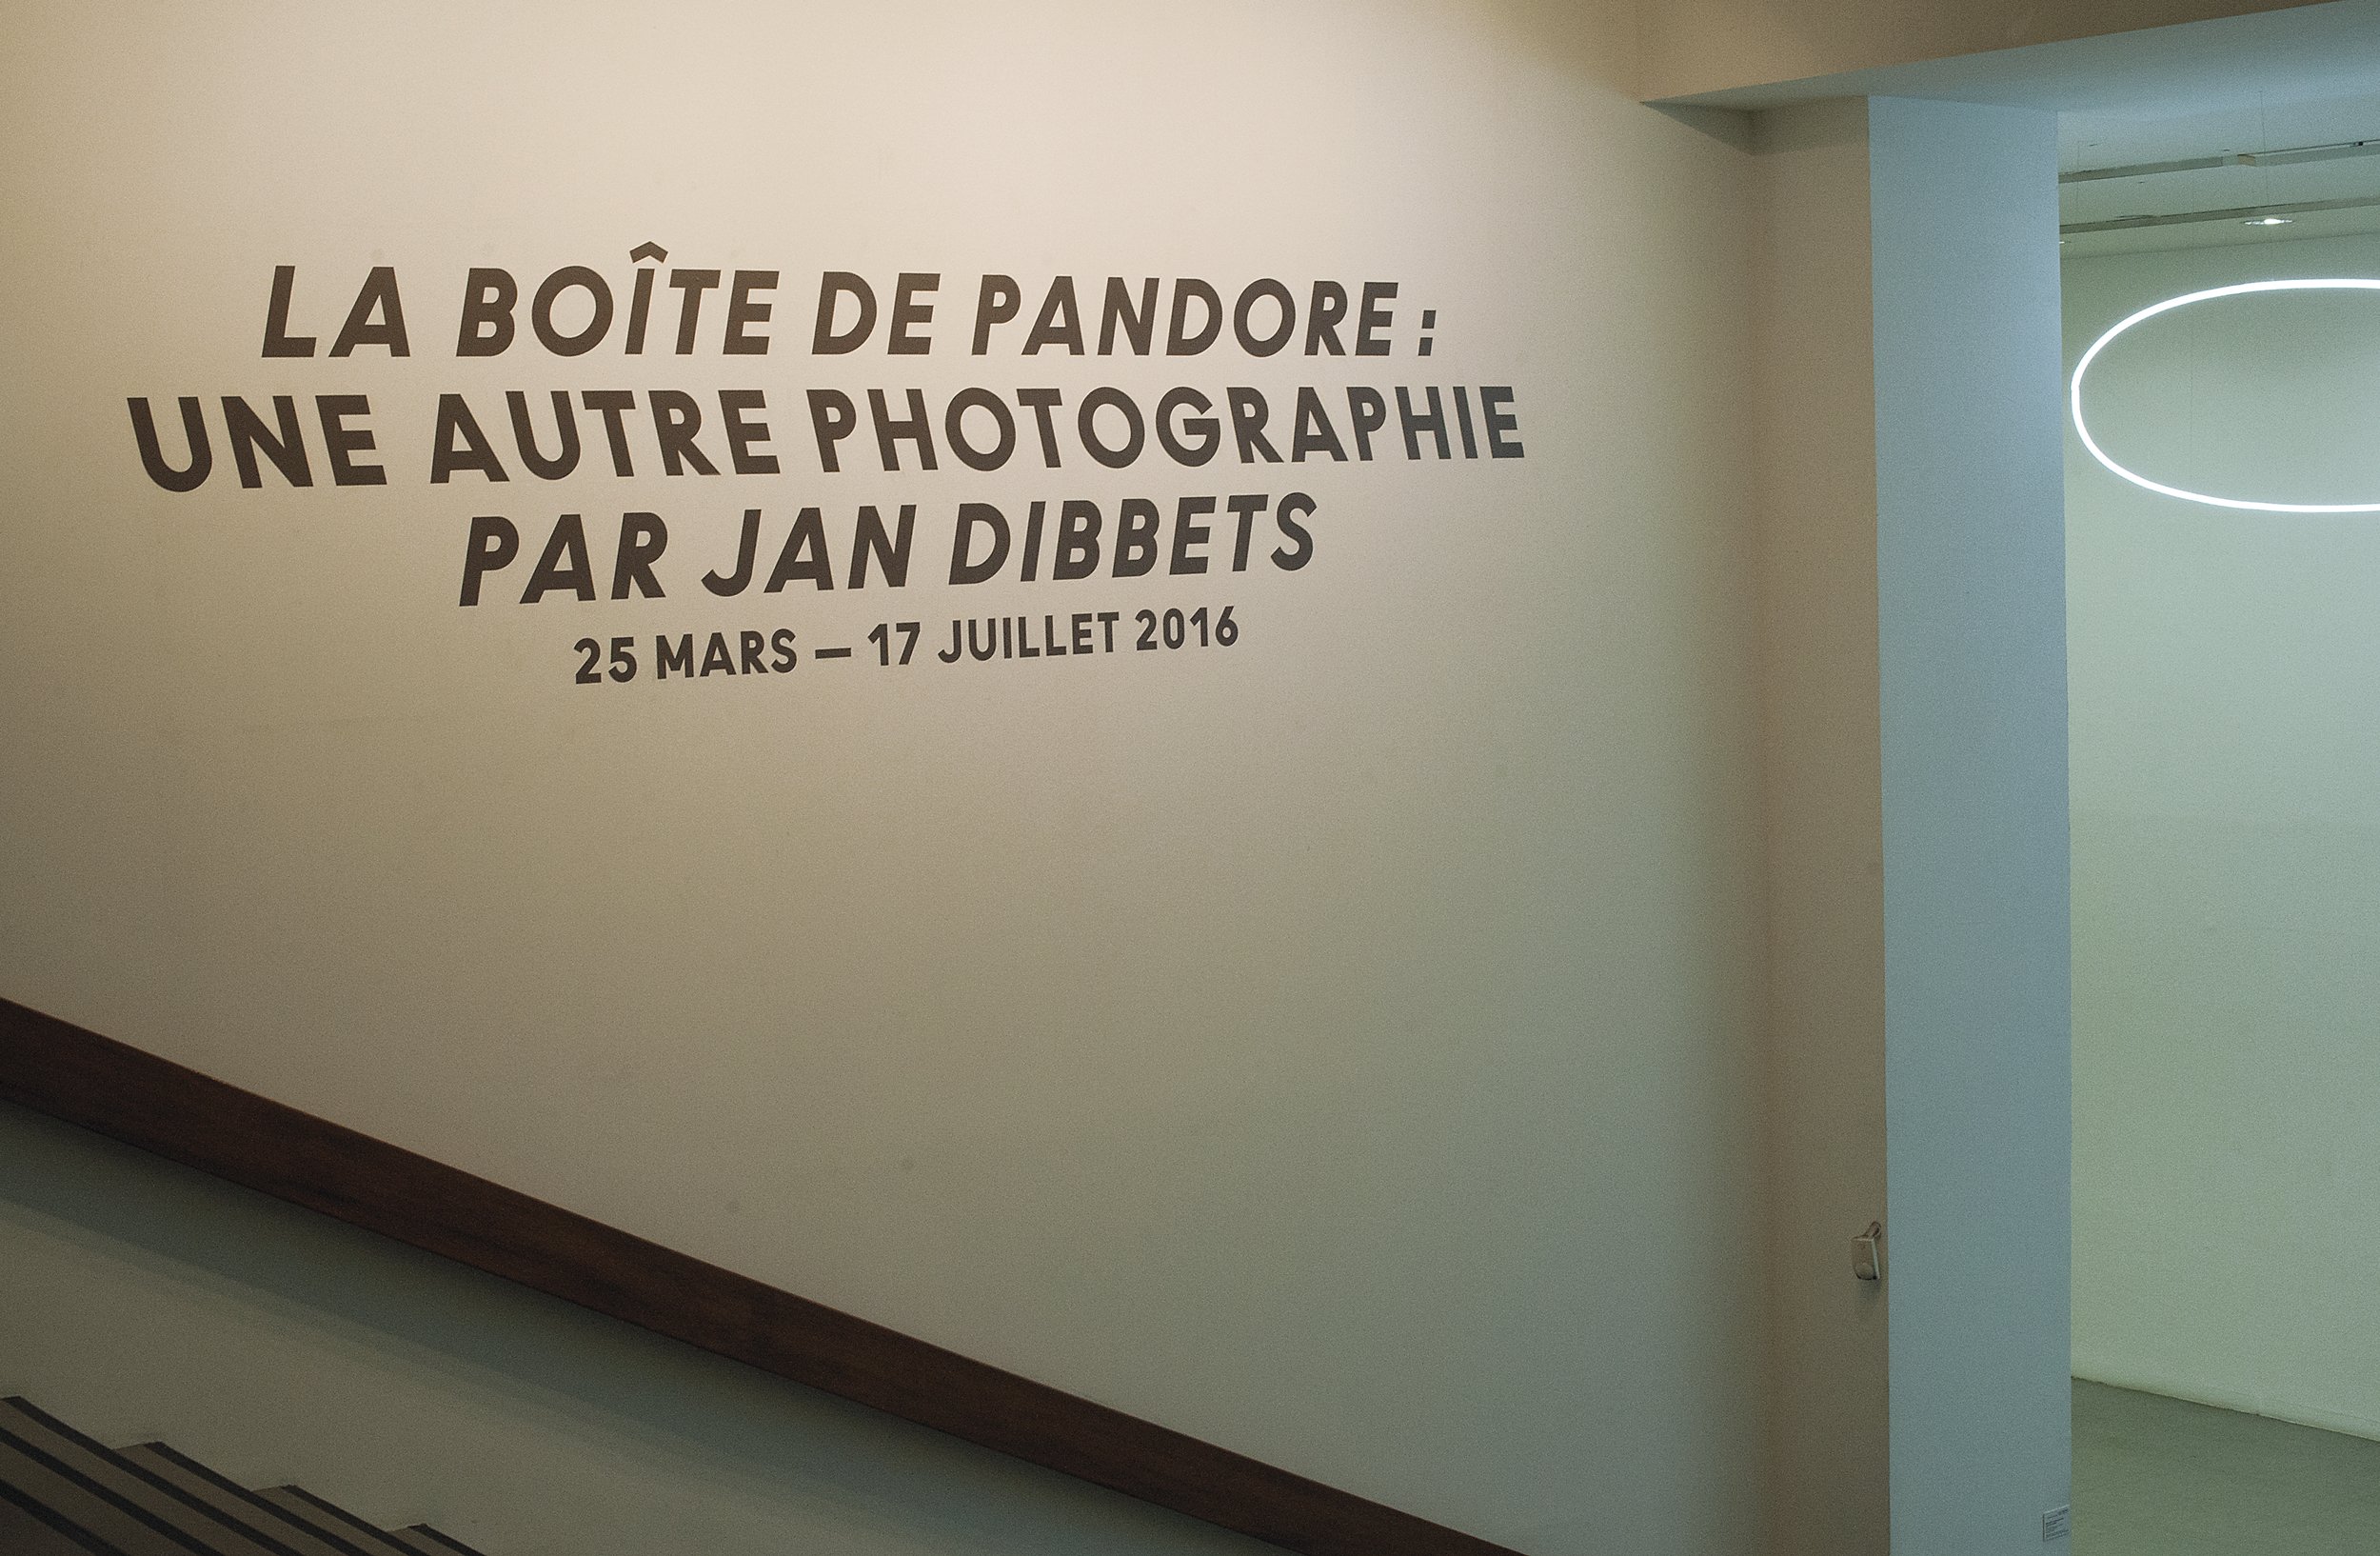 LA BOÎTE DE PANDORE :
UNE AUTRE PHOTOGRAPHIE
PAR JAN DIBBETS
25 MARS — 17 JUILLET 2016